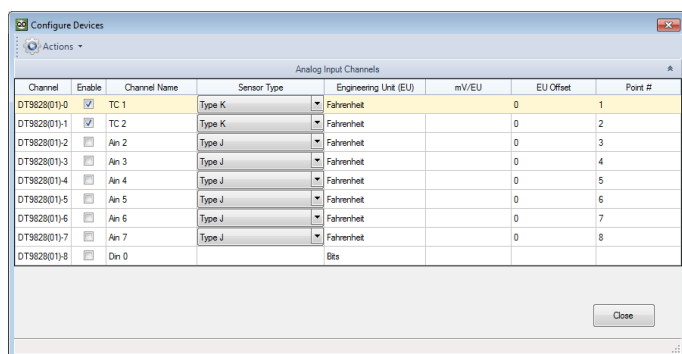 Configure Devices
Actions
Analog Input Channels
Channel Enable Channel Name Sensor Type Engineering Unit (EU) mV/EU EU Offset Point #
DT9828(01)-0 TC 1 Type K Fahrenheit 0 1
DT9828(01)-1 TC 2 Type K Fahrenheit 0 2
DT9828(01)-2 Ain 2 Type J Fahrenheit 0 3
DT9828(01)-3 Ain 3 Type J Fahrenheit 0 4
DT9828(01)-4 Ain 4 Type J Fahrenheit 0 5
DT9828(01)-5 Ain 5 Type J Fahrenheit 0 6
DT9828(01)-6 Ain 6 Type J Fahrenheit 0 7
DT9828(01)-7 Ain 7 Type J Fahrenheit 0 8
DT9828(01)-8 Din 0 Bits
Close